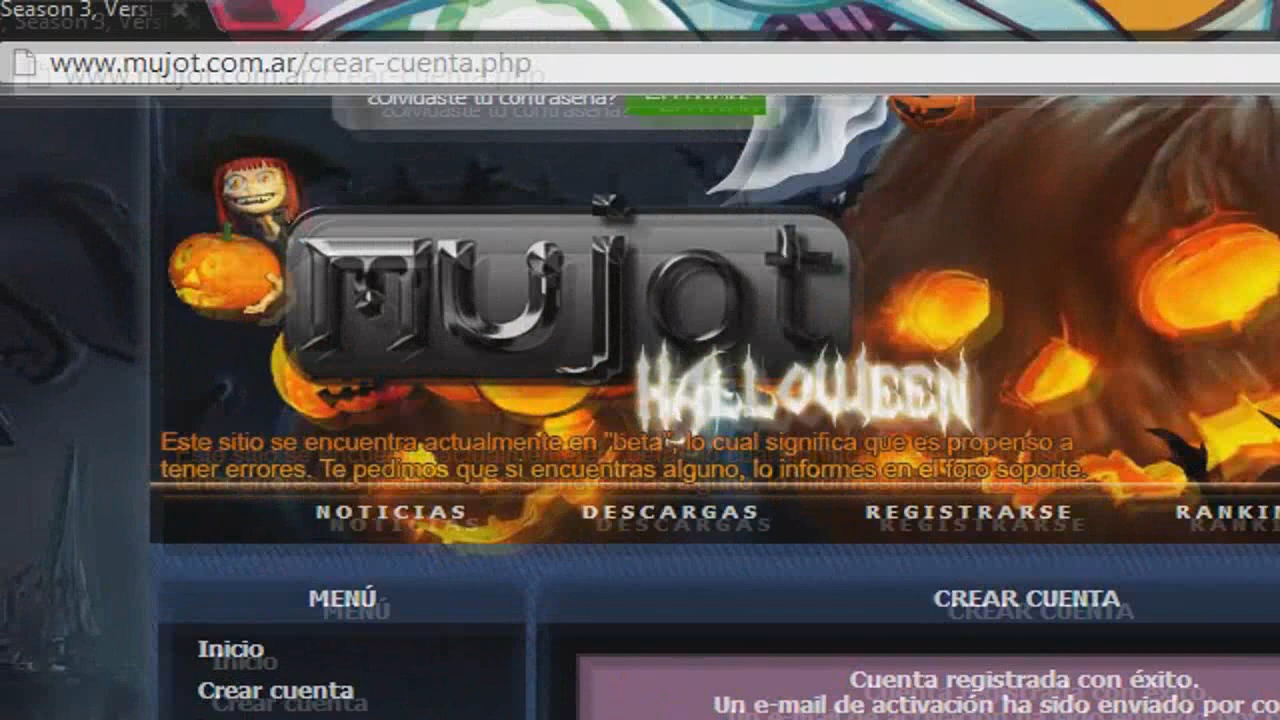 Season 3, Versi
www.mujot.com.ar/crear-cuenta.php
¿Olvidaste tu contraseña?
mujot
HALLOWEEN
Este sitio se encuentra actualmente en "beta", lo cual significa que es propenso a
tener errores. Te pedimos que si encuentras alguno, lo informes en el foro soporte.
NOTICIAS DESCARGAS REGISTRARSE RANKIN
MENÚ CREAR CUENTA
Inicio
Crear cuenta
Cuenta registrada con éxito.
Un e-mail de activación ha sido enviado por co